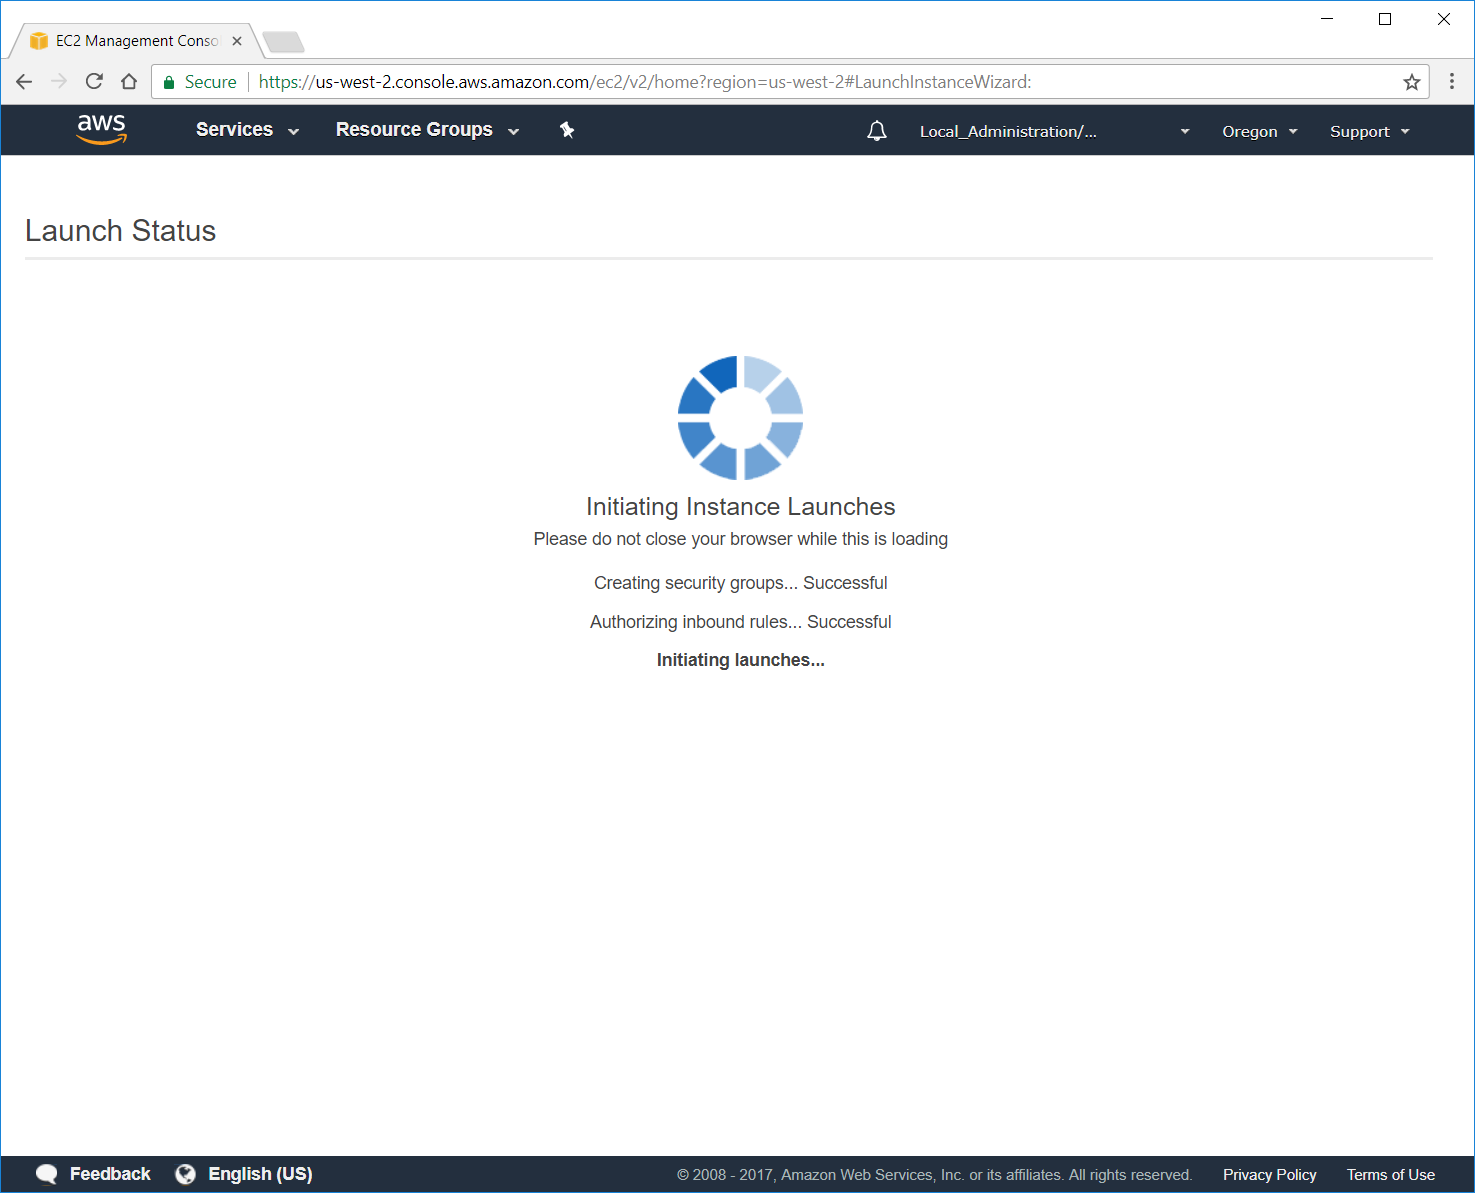 EC2 Management Conso
Secure https://us-west-2.console.aws.amazon.com/ec2/v2/home?region=us-west-2#LaunchInstanceWizard:
aws Services Resource Groups Local_Administration/... Oregon Support
Launch Status
Initiating Instance Launches
Please do not close your browser while this is loading
Creating security groups... Successful
Authorizing inbound rules... Successful
Initiating launches...
Feedback English (US) © 2008 - 2017, Amazon Web Services, Inc. or its affiliates. All rights reserved. Privacy Policy Terms of Use